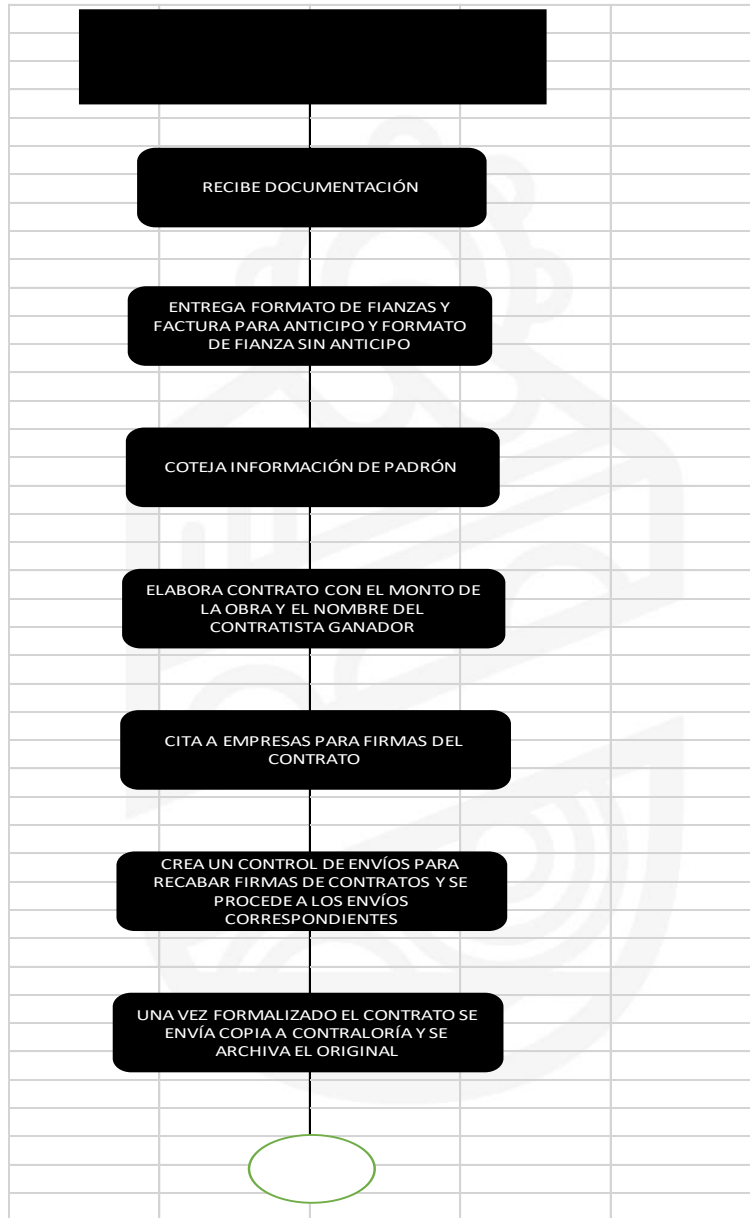 RECIBE DOCUMENTACIÓN
ENTREGA FORMATO DE FIANZAS Y
FACTURA PARA ANTICIPO Y FORMATO
DE FIANZA SIN ANTICIPO
COTEJA INFORMACIÓN DE PADRÓN
ELABORA CONTRATO CON EL MONTO DE
LA OBRA Y EL NOMBRE DEL
CONTRATISTA GANADOR
CITA A EMPRESAS PARA FIRMAS DEL
CONTRATO
CREA UN CONTROL DE ENVÍOS PARA
RECABAR FIRMAS DE CONTRATOS Y SE
PROCEDE A LOS ENVÍOS
CORRESPONDIENTES
UNA VEZ FORMALIZADO EL CONTRATO SE
ENVÍA COPIA A CONTRALORÍA Y SE
ARCHIVA EL ORIGINAL